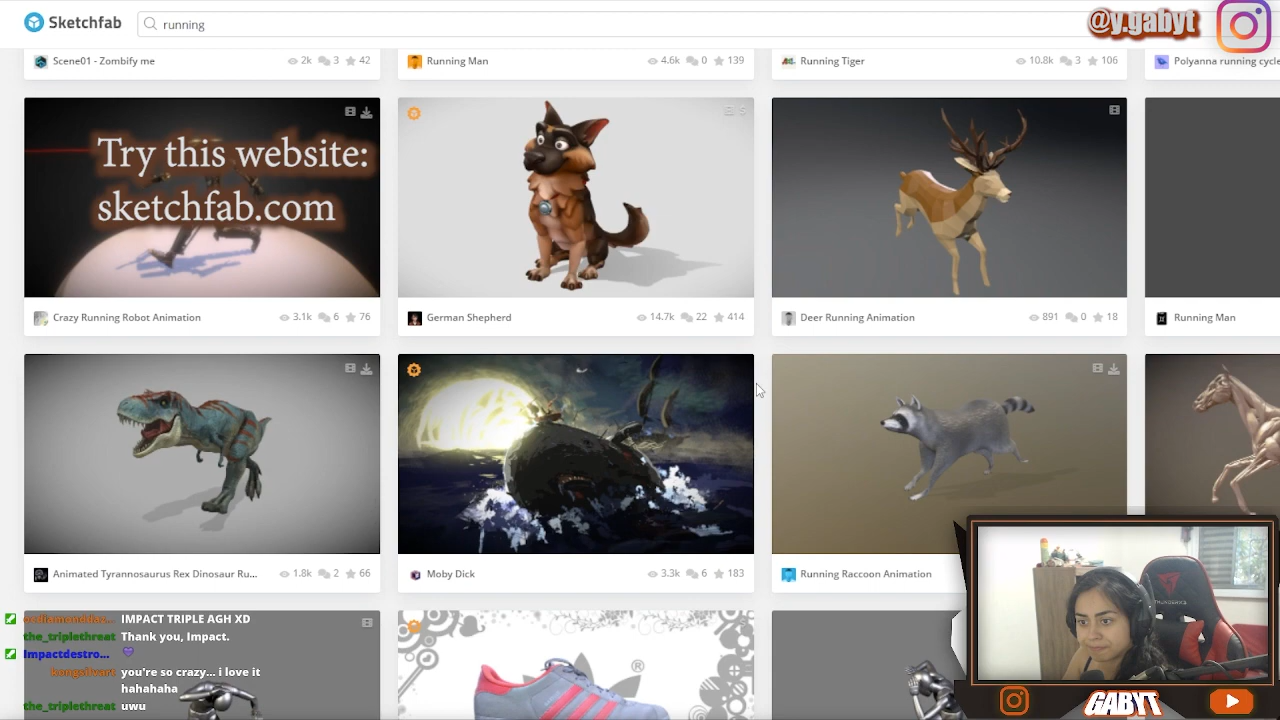 Sketchfab
running
@y.gabyt
Scene01 - Zombify me 2k 3 42
Running Man 4.6k 0 139
Running Tiger 10.8k 3 106
Polyanna running cycle
Try this website:
sketchfab.com
Crazy Running Robot Animation 3.1k 6 76
German Shepherd 14.7k 22 414
Deer Running Animation 891 0 18
Running Man
Animated Tyrannosaurus Rex Dinosaur Ru... 1.8k 2 66
Moby Dick 3.3k 6 183
Running Raccoon Animation
IMPACT TRIPLE AGH XD
the_triplethreat Thank you, Impact.
Impactdestro...
kongsilvart you're so crazy... i love it
hahahaha
the_triplethreat uwu
GABYT